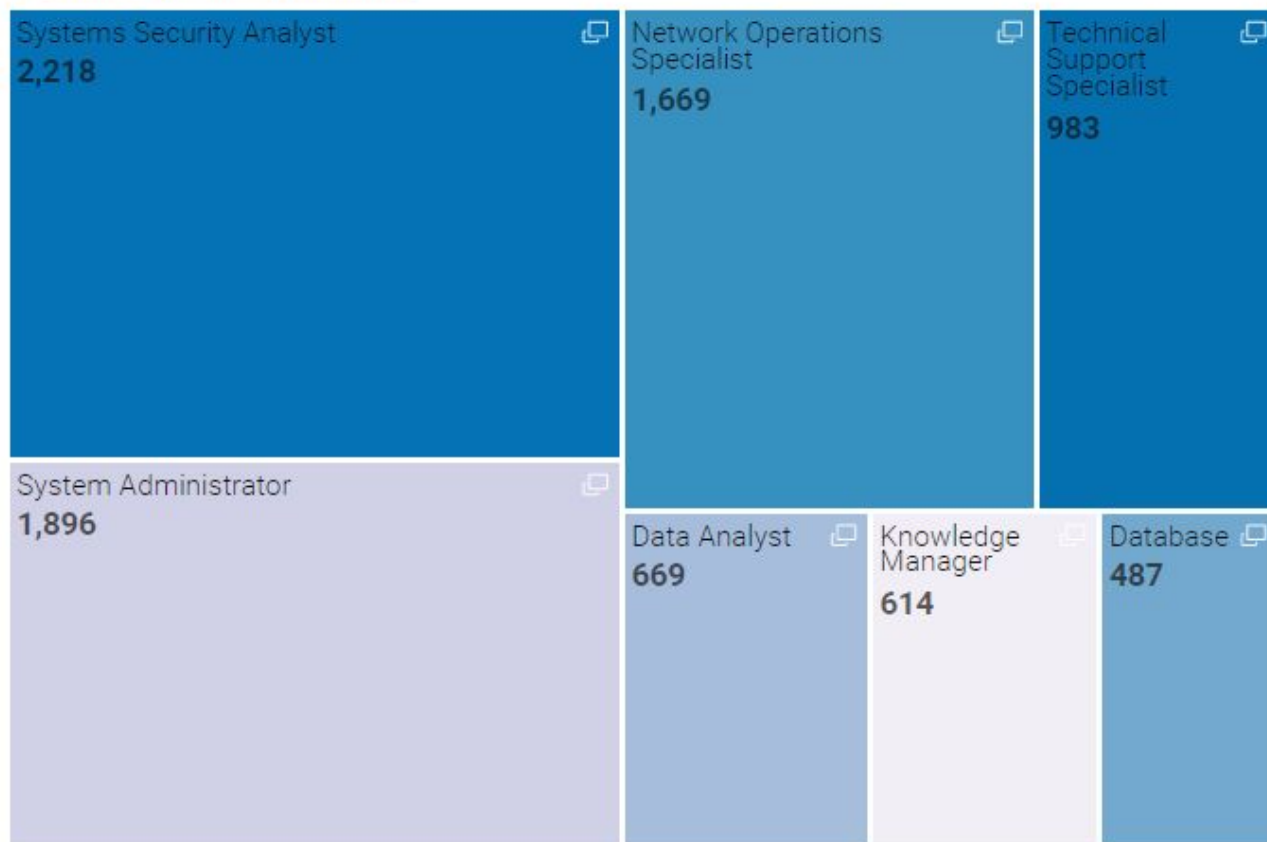 Systems Security Analyst
2,218
Network Operations
Specialist
1,669
Technical
Support
Specialist
983
System Administrator
1,896
Data Analyst
669
Knowledge
Manager
614
Database
487